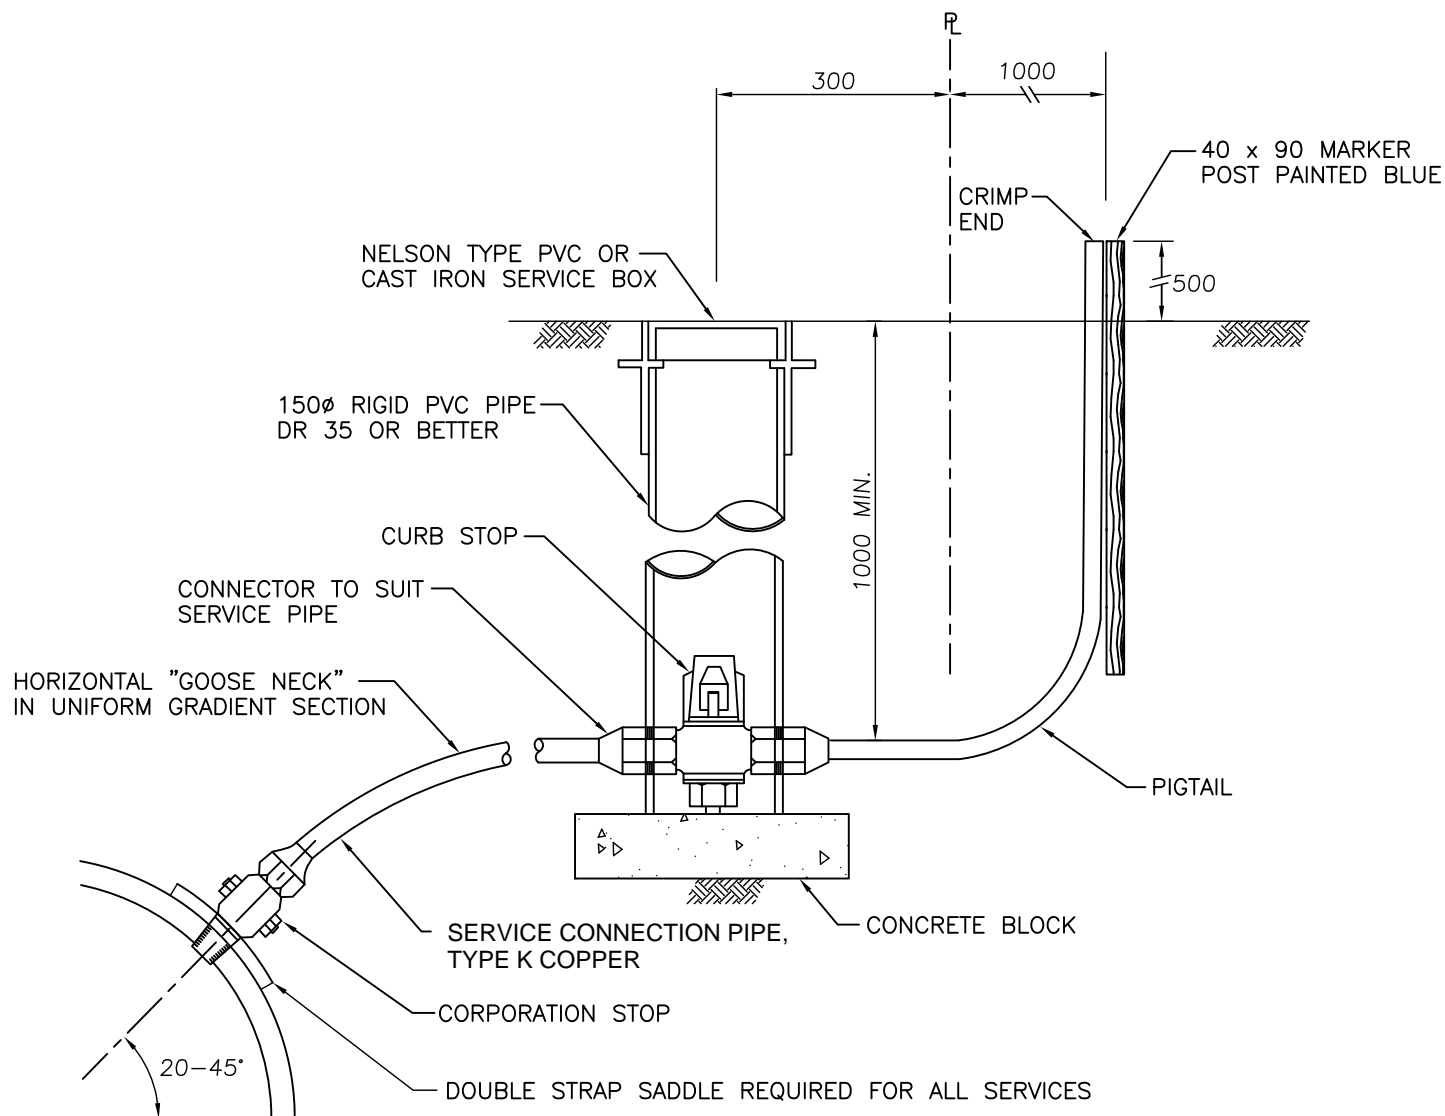 PL
300
1000
40 x 90 MARKER
POST PAINTED BLUE
CRIMP
END
NELSON TYPE PVC OR
CAST IRON SERVICE BOX
500
150ø RIGID PVC PIPE
DR 35 OR BETTER
1000 MIN.
CURB STOP
CONNECTOR TO SUIT
SERVICE PIPE
HORIZONTAL "GOOSE NECK"
IN UNIFORM GRADIENT SECTION
PIGTAIL
CONCRETE BLOCK
SERVICE CONNECTION PIPE,
TYPE K COPPER
CORPORATION STOP
20-45°
DOUBLE STRAP SADDLE REQUIRED FOR ALL SERVICES